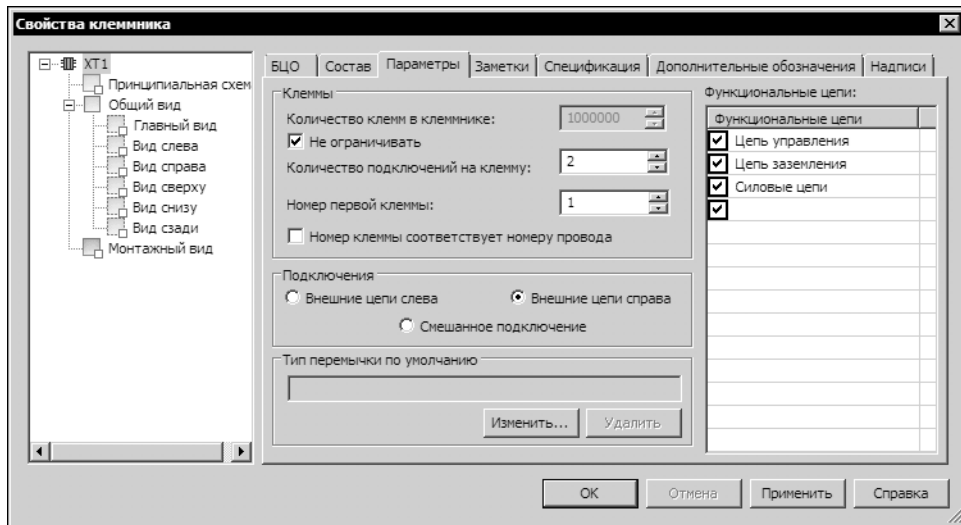 Свойства клеммника
XT1
Принципиальная схем
Общий вид
Главный вид
Вид слева
Вид справа
Вид сверху
Вид снизу
Вид сзади
Монтажный вид
БЦО
Состав
Параметры
Заметки
Спецификация
Дополнительные обозначения
Надписи
Клеммы
Количество клемм в клеммнике:
1000000
Не ограничивать
Количество подключений на клемму:
2
Номер первой клеммы:
1
Номер клеммы соответствует номеру провода
Подключения
Внешние цепи слева
Внешние цепи справа
Смешанное подключение
Тип перемычки по умолчанию
Изменить...
Удалить
Функциональные цепи:
Функциональные цепи
Цепь управления
Цепь заземления
Силовые цепи
OK
Отмена
Применить
Справка